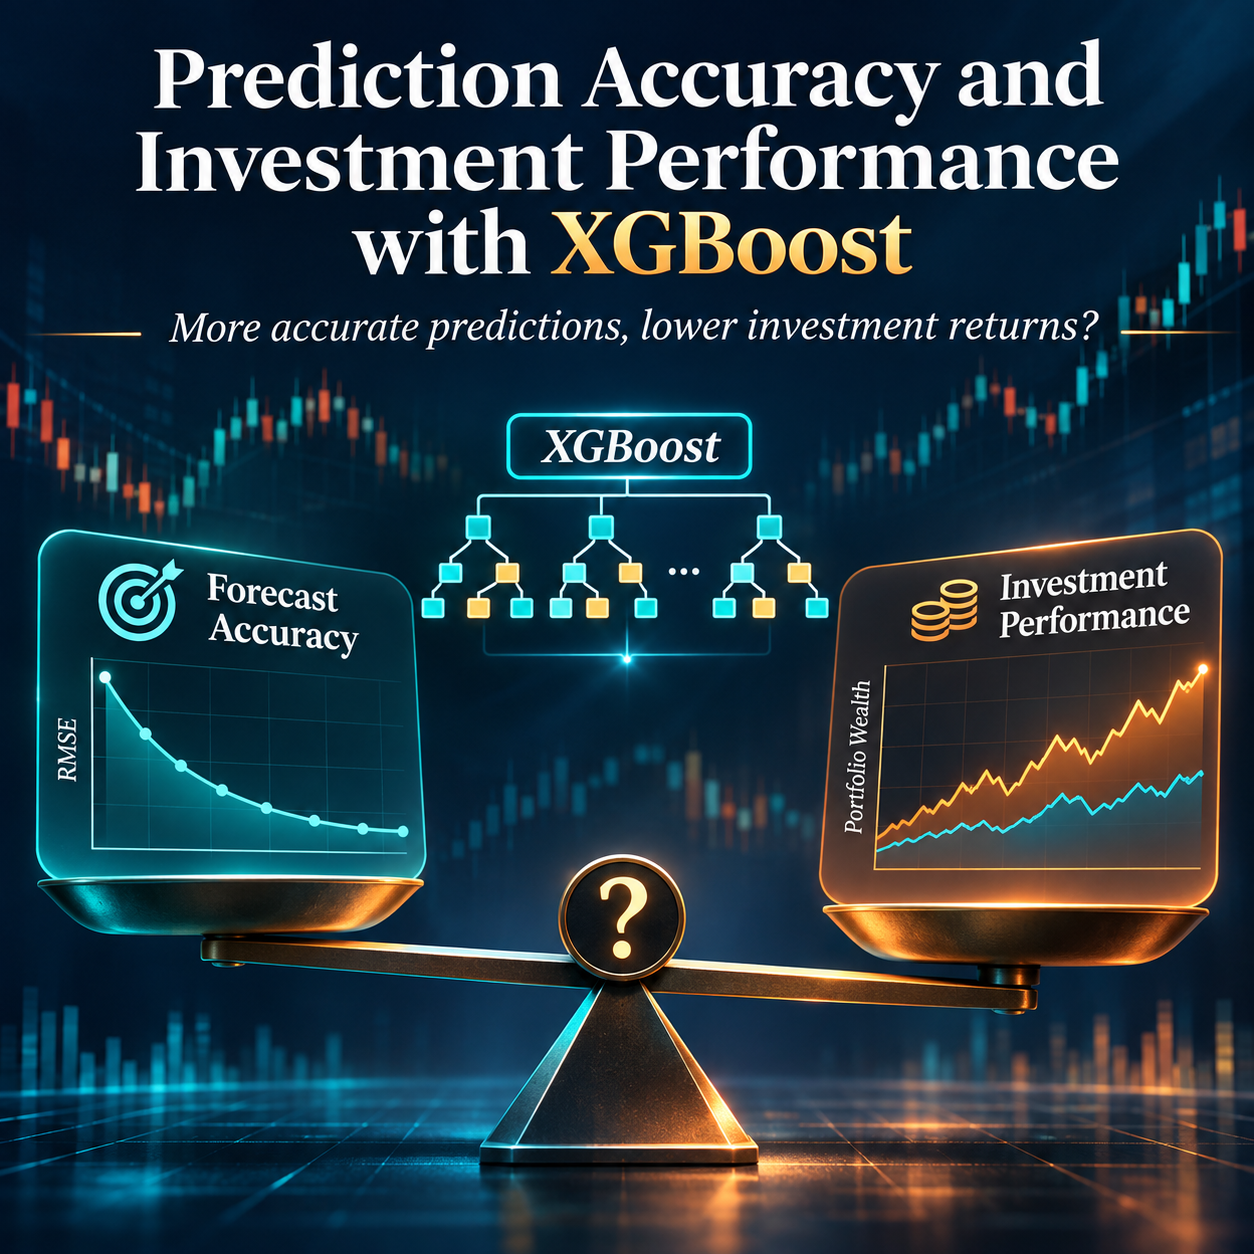 Prediction Accuracy and
Investment Performance
with XGBoost
More accurate predictions, lower investment returns?
XGBoost
...
Forecast
Accuracy
RMSE
Investment
Performance
Portfolio Wealth
?